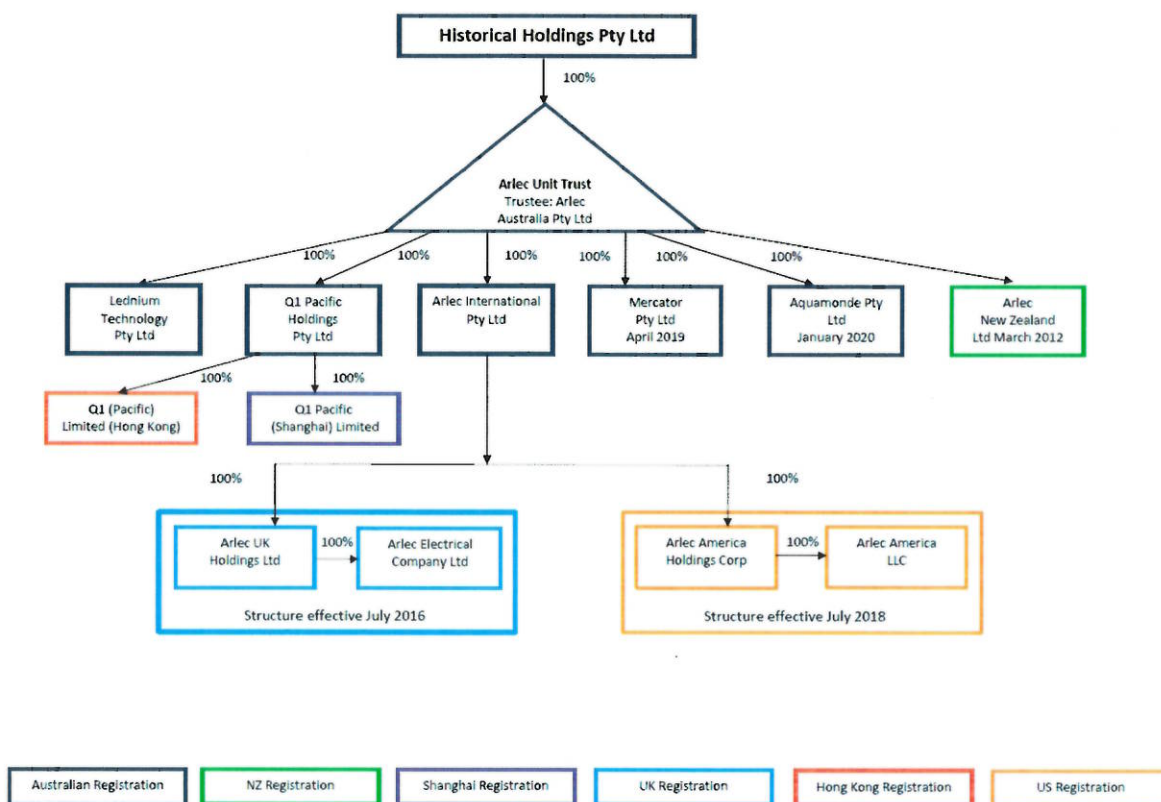 Historical Holdings Pty Ltd
100%
Arlec Unit Trust
Trustee: Arlec
Australia Pty Ltd
100%
100%
100%
100%
100%
100%
Lednium
Technology
Pty Ltd
Q1 Pacific
Holdings
Pty Ltd
Arlec International
Pty Ltd
Mercator
Pty Ltd
April 2019
Aquamonde Pty
Ltd
January 2020
Arlec
New Zealand
Ltd March 2012
100%
100%
Q1 (Pacific)
Limited (Hong Kong)
Q1 Pacific
(Shanghai) Limited
100%
100%
Arlec UK
Holdings Ltd
100%
Arlec Electrical
Company Ltd
Structure effective July 2016
Arlec America
Holdings Corp
100%
Arlec America
LLC
Structure effective July 2018
Australian Registration
NZ Registration
Shanghai Registration
UK Registration
Hong Kong Registration
US Registration